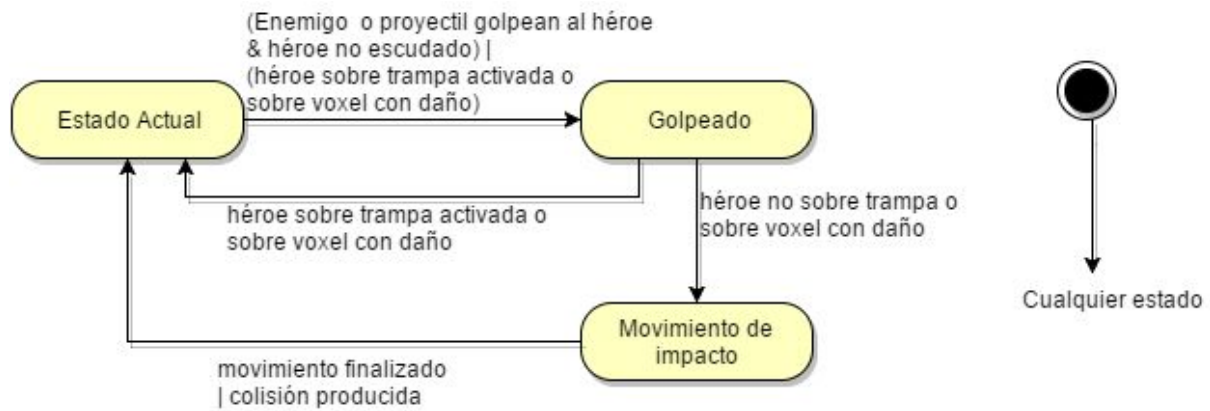 (Enemigo o proyectil golpean al héroe
& héroe no escudado) |
(héroe sobre trampa activada o
sobre voxel con daño)
Estado Actual
Golpeado
héroe sobre trampa activada o
sobre voxel con daño
héroe no sobre trampa o
sobre voxel con daño
Cualquier estado
Movimiento de
impacto
movimiento finalizado
| colisión producida